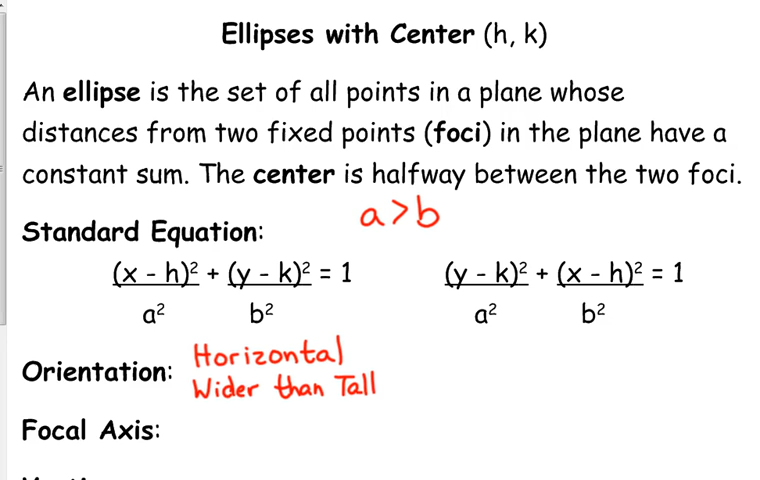 Ellipses with Center (h, k)
An ellipse is the set of all points in a plane whose
distances from two fixed points (foci) in the plane have a
constant sum. The center is halfway between the two foci.
a > b
Standard Equation:
(x - h)² + (y - k)² = 1 (y - k)² + (x - h)² = 1
a² b² a² b²
Horizontal
Orientation:
Wider than Tall
Focal Axis: